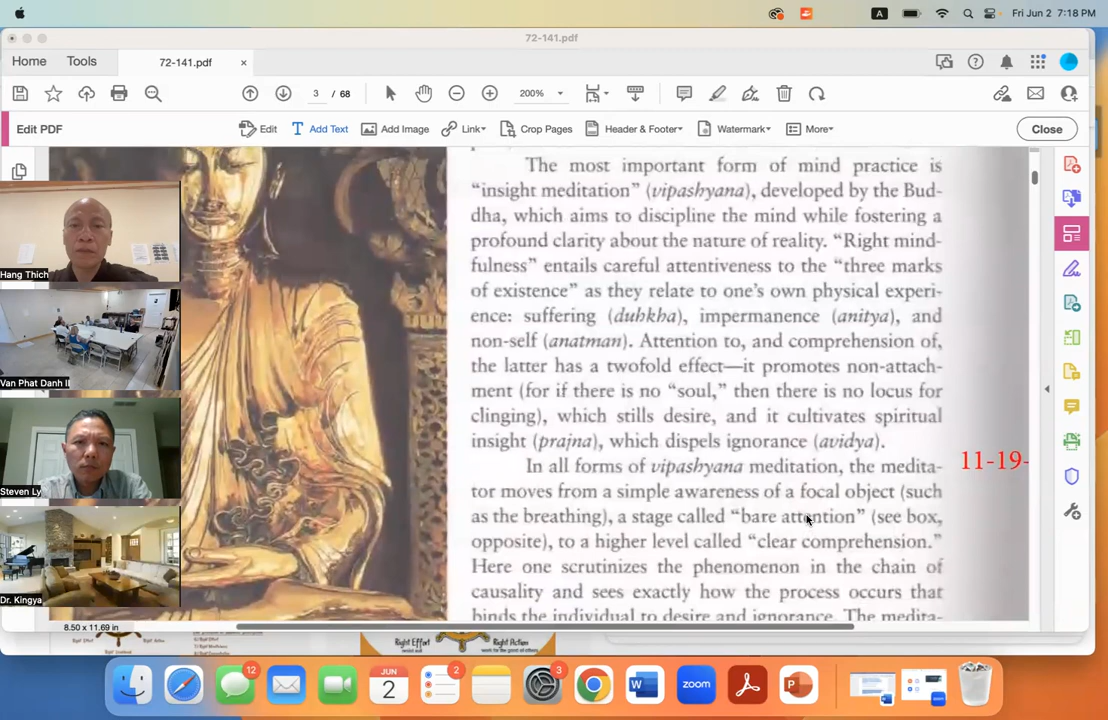 Fri Jun 2 7:18 PM
A
72-141.pdf
Home
Tools
72-141.pdf
×
3 / 68
200%
Edit PDF
Edit
Add Text
Add Image
Link
Crop Pages
Header & Footer
Watermark
More
Close
The most important form of mind practice is
“insight meditation” (vipashyana), developed by the Bud-
dha, which aims to discipline the mind while fostering a
profound clarity about the nature of reality. “Right mind-
fulness” entails careful attentiveness to the “three marks
of existence” as they relate to one’s own physical experi-
ence: suffering (duhkha), impermanence (anitya), and
non-self (anatman). Attention to, and comprehension of,
the latter has a twofold effect—it promotes non-attach-
ment (for if there is no “soul,” then there is no locus for
clinging), which stills desire, and it cultivates spiritual
insight (prajna), which dispels ignorance (avidya).
In all forms of vipashyana meditation, the medita-
tor moves from a simple awareness of a focal object (such
as the breathing), a stage called “bare attention” (see box,
opposite), to a higher level called “clear comprehension.”
Here one scrutinizes the phenomenon in the chain of
causality and sees exactly how the process occurs that
binds the individual to desire and ignorance. The medita-
11-19-
Hang Thich
Van Phat Danh II
Steven Ly
Dr. Kingya
8.50 x 11.69 in
Right Effort
Right Action
12
JUN
2
2
3
zoom
W
P